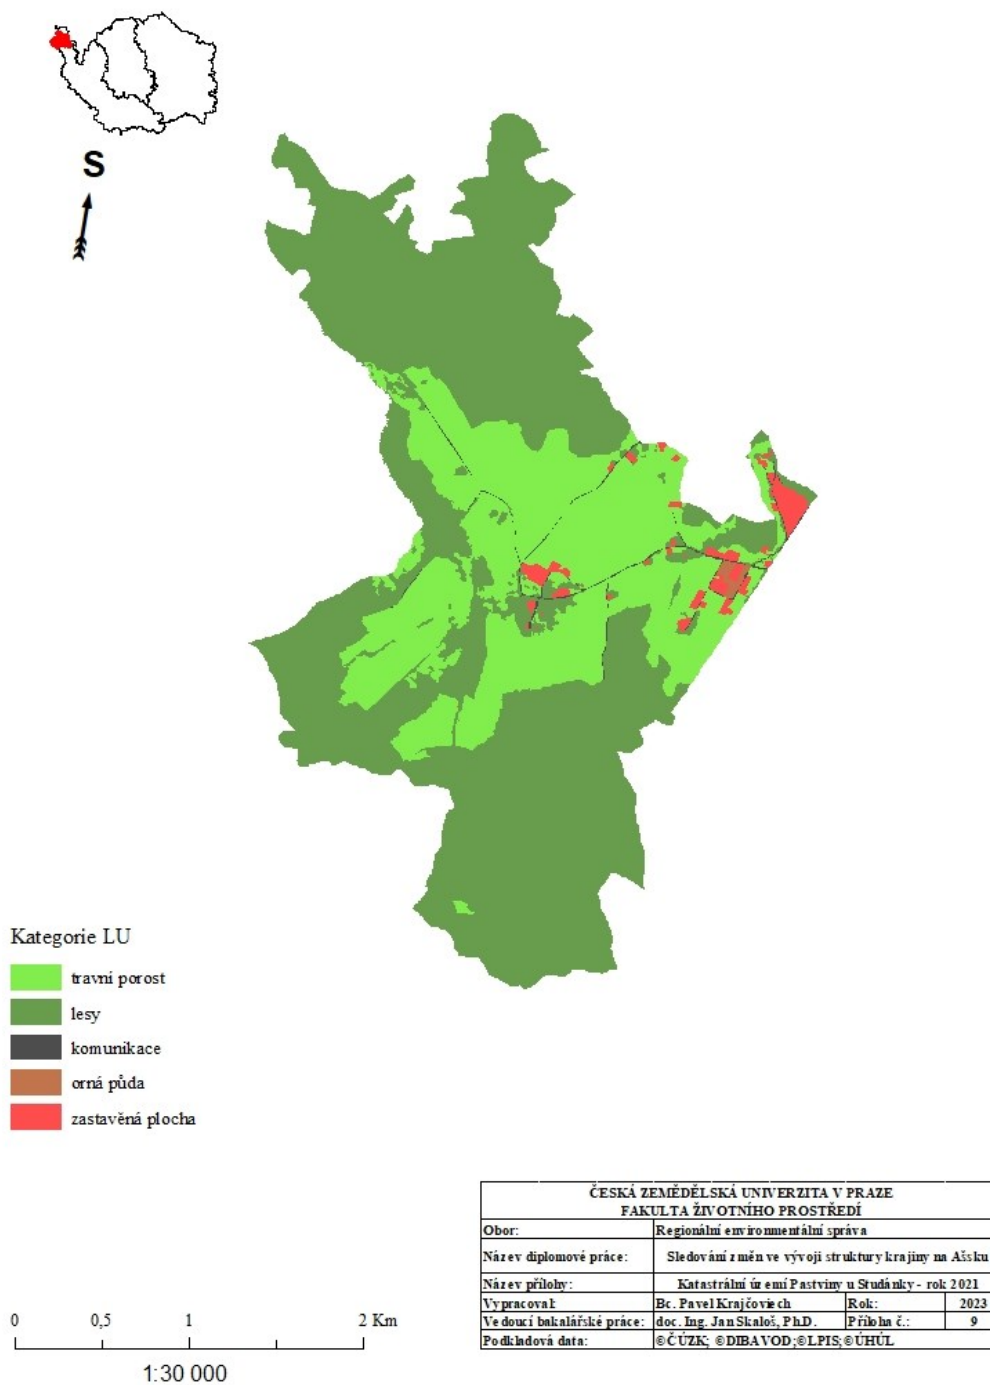 S
Kategorie LU
travní porost
lesy
komunikace
orná půda
zastavěná plocha
0 0,5 1 2 Km
1:30 000
ČESKÁ ZEMĚDĚLSKÁ UNIVERZITA V PRAZE
FAKULTA ŽIVOTNÍHO PROSTŘEDÍ
Obor: Regionální environmentální správa
Název diplomové práce: Sledování změn ve vývoji struktury krajiny na Ašsku
Název přílohy: Katastrální území Pastviny u Studánky - rok 2021
Vypracoval: Bc. Pavel Krajčoviech Rok: 2023
Vedoucí bakalářské práce: doc. Ing. Jan Skaloš, Ph.D. Příloha č.: 9
Podkladová data: ©ČÚZK; ©DIBAVOD;©LPIS;©ÚHÚL